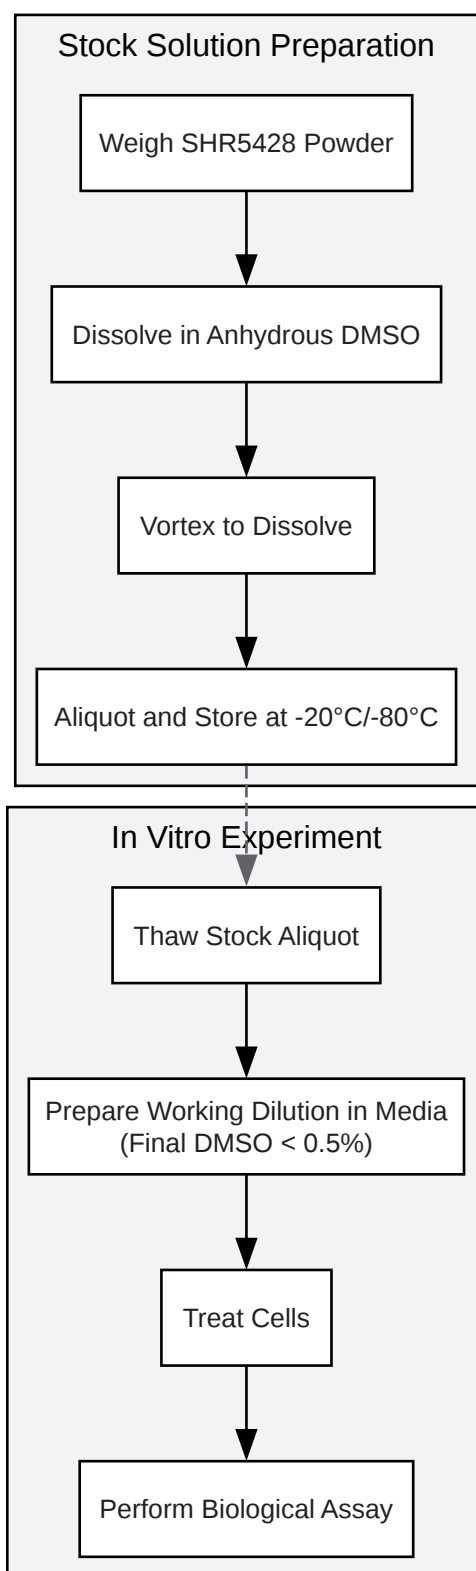 Stock Solution Preparation
Weigh SHR5428 Powder
Dissolve in Anhydrous DMSO
Vortex to Dissolve
Aliquot and Store at -20°C/-80°C
In Vitro Experiment
Thaw Stock Aliquot
Prepare Working Dilution in Media
(Final DMSO < 0.5%)
Treat Cells
Perform Biological Assay